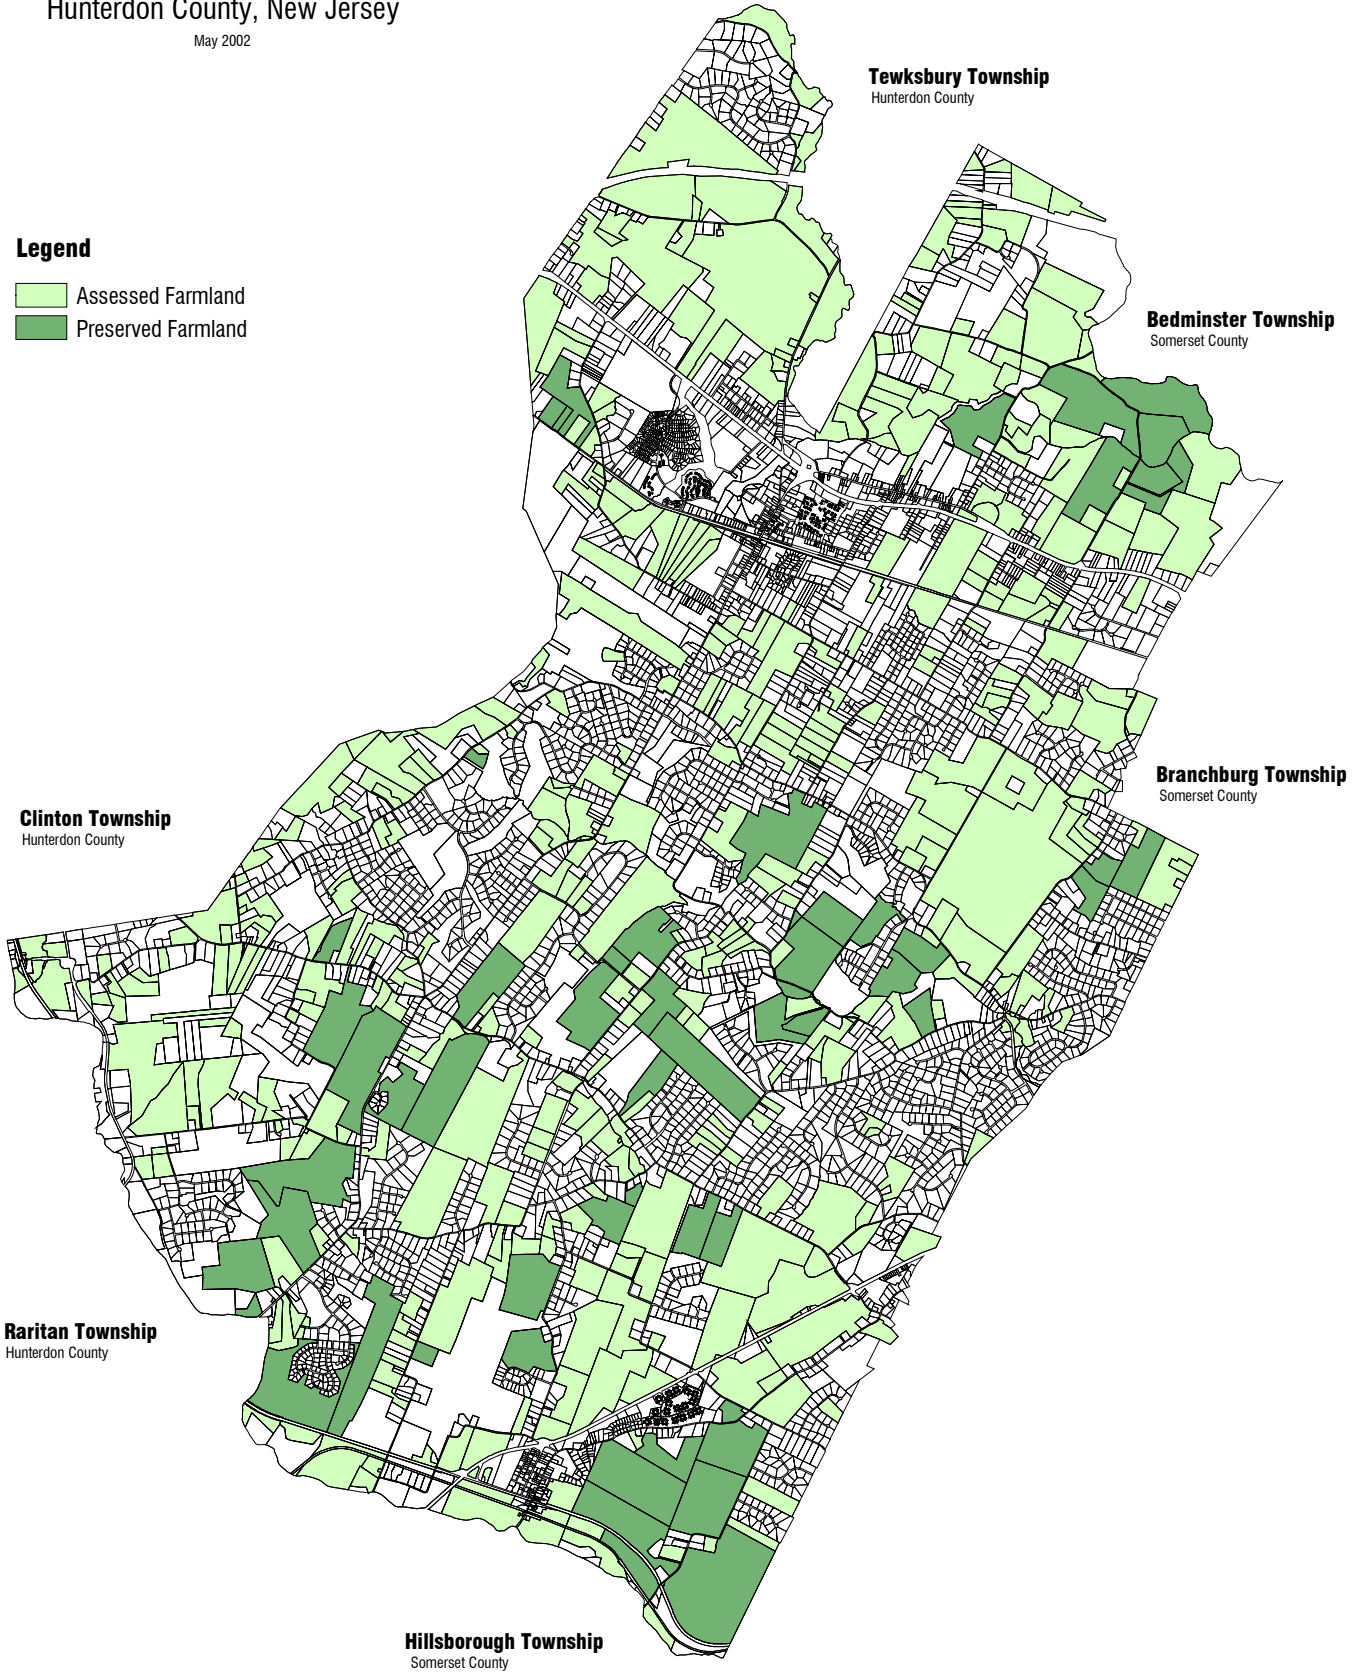 Hunterdon County, New Jersey
May 2002
Tewksbury Township
Hunterdon County
Legend
Assessed Farmland
Preserved Farmland
Bedminster Township
Somerset County
Branchburg Township
Somerset County
Clinton Township
Hunterdon County
Raritan Township
Hunterdon County
Hillsborough Township
Somerset County